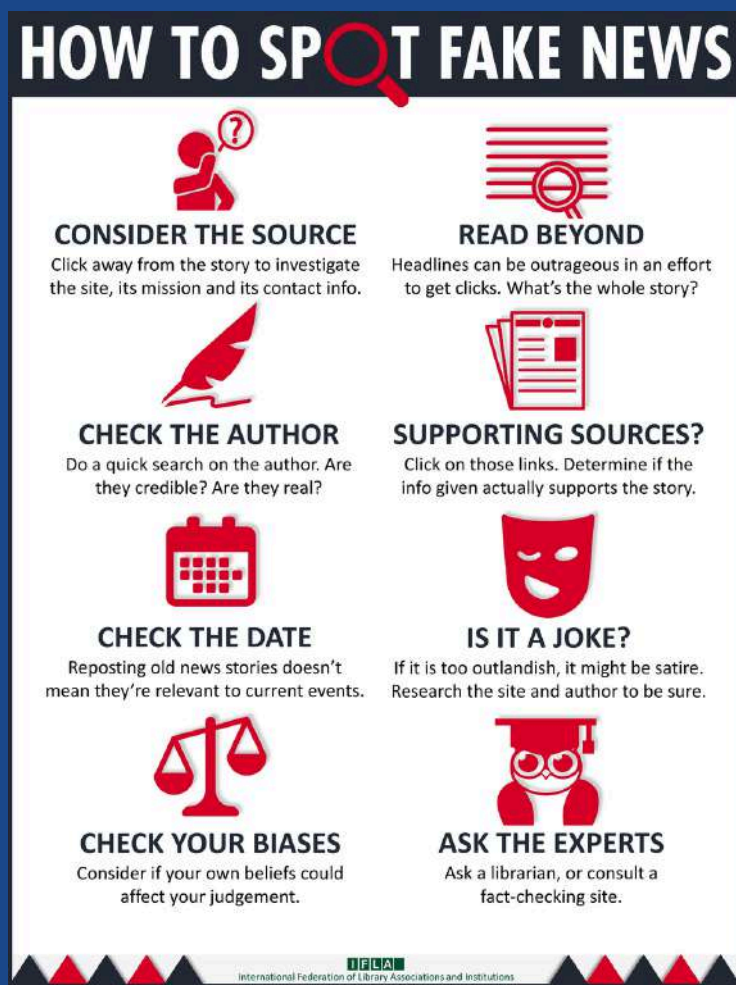 HOW TO SPOT FAKE NEWS
?
CONSIDER THE SOURCE
Click away from the story to investigate
the site, its mission and its contact info.
READ BEYOND
Headlines can be outrageous in an effort
to get clicks. What's the whole story?
CHECK THE AUTHOR
Do a quick search on the author. Are
they credible? Are they real?
SUPPORTING SOURCES?
Click on those links. Determine if the
info given actually supports the story.
CHECK THE DATE
Reposting old news stories doesn't
mean they're relevant to current events.
IS IT A JOKE?
If it is too outlandish, it might be satire.
Research the site and author to be sure.
CHECK YOUR BIASES
Consider if your own beliefs could
affect your judgement.
ASK THE EXPERTS
Ask a librarian, or consult a
fact-checking site.
IFLA
International Federation of Library Associations and Institutions